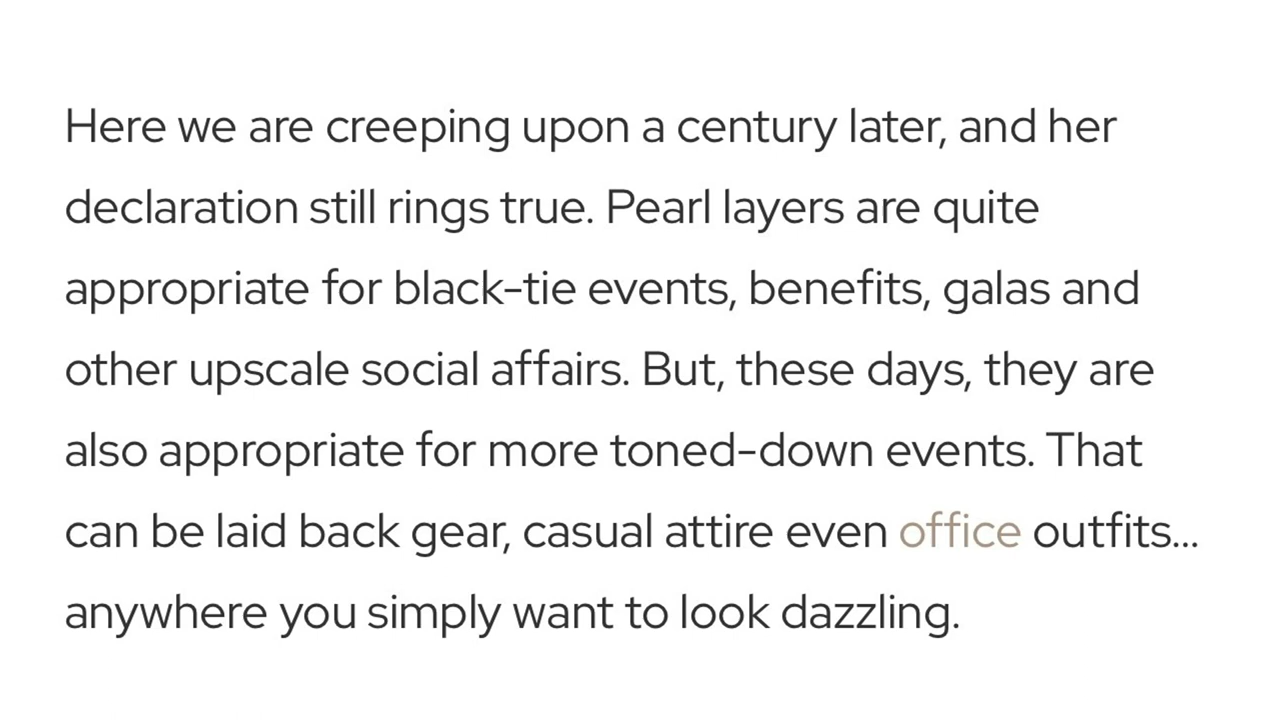 Here we are creeping upon a century later, and her
declaration still rings true. Pearl layers are quite
appropriate for black-tie events, benefits, galas and
other upscale social affairs. But, these days, they are
also appropriate for more toned-down events. That
can be laid back gear, casual attire even office outfits...
anywhere you simply want to look dazzling.